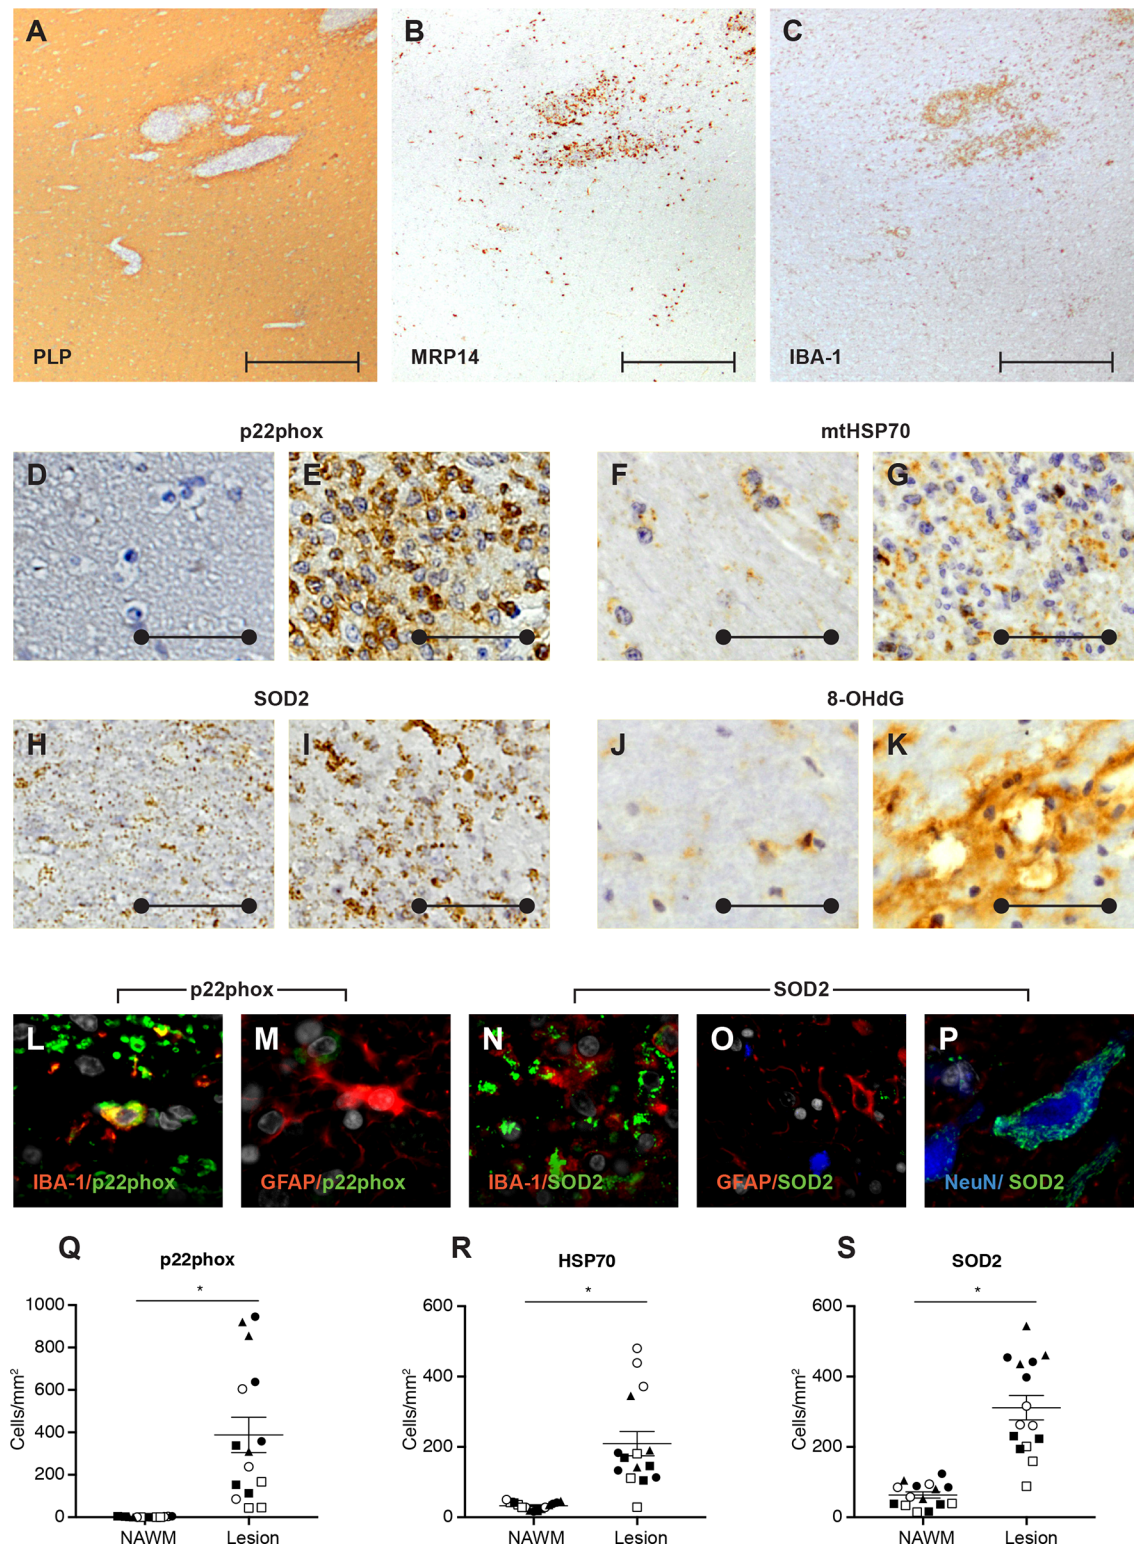 A
B
C
PLP
MRP14
IBA-1
p22phox
mtHSP70
D
E
F
G
SOD2
8-OHdG
H
I
J
K
p22phox
SOD2
L
M
N
O
P
IBA-1/p22phox
GFAP/p22phox
IBA-1/SOD2
GFAP/SOD2
NeuN/ SOD2
Q
R
S
p22phox
HSP70
SOD2
*
*
*
1000
800
600
400
200
0
Cells/mm²
NAWM
Lesion
600
400
200
0
Cells/mm²
NAWM
Lesion
600
400
200
0
Cells/mm²
NAWM
Lesion